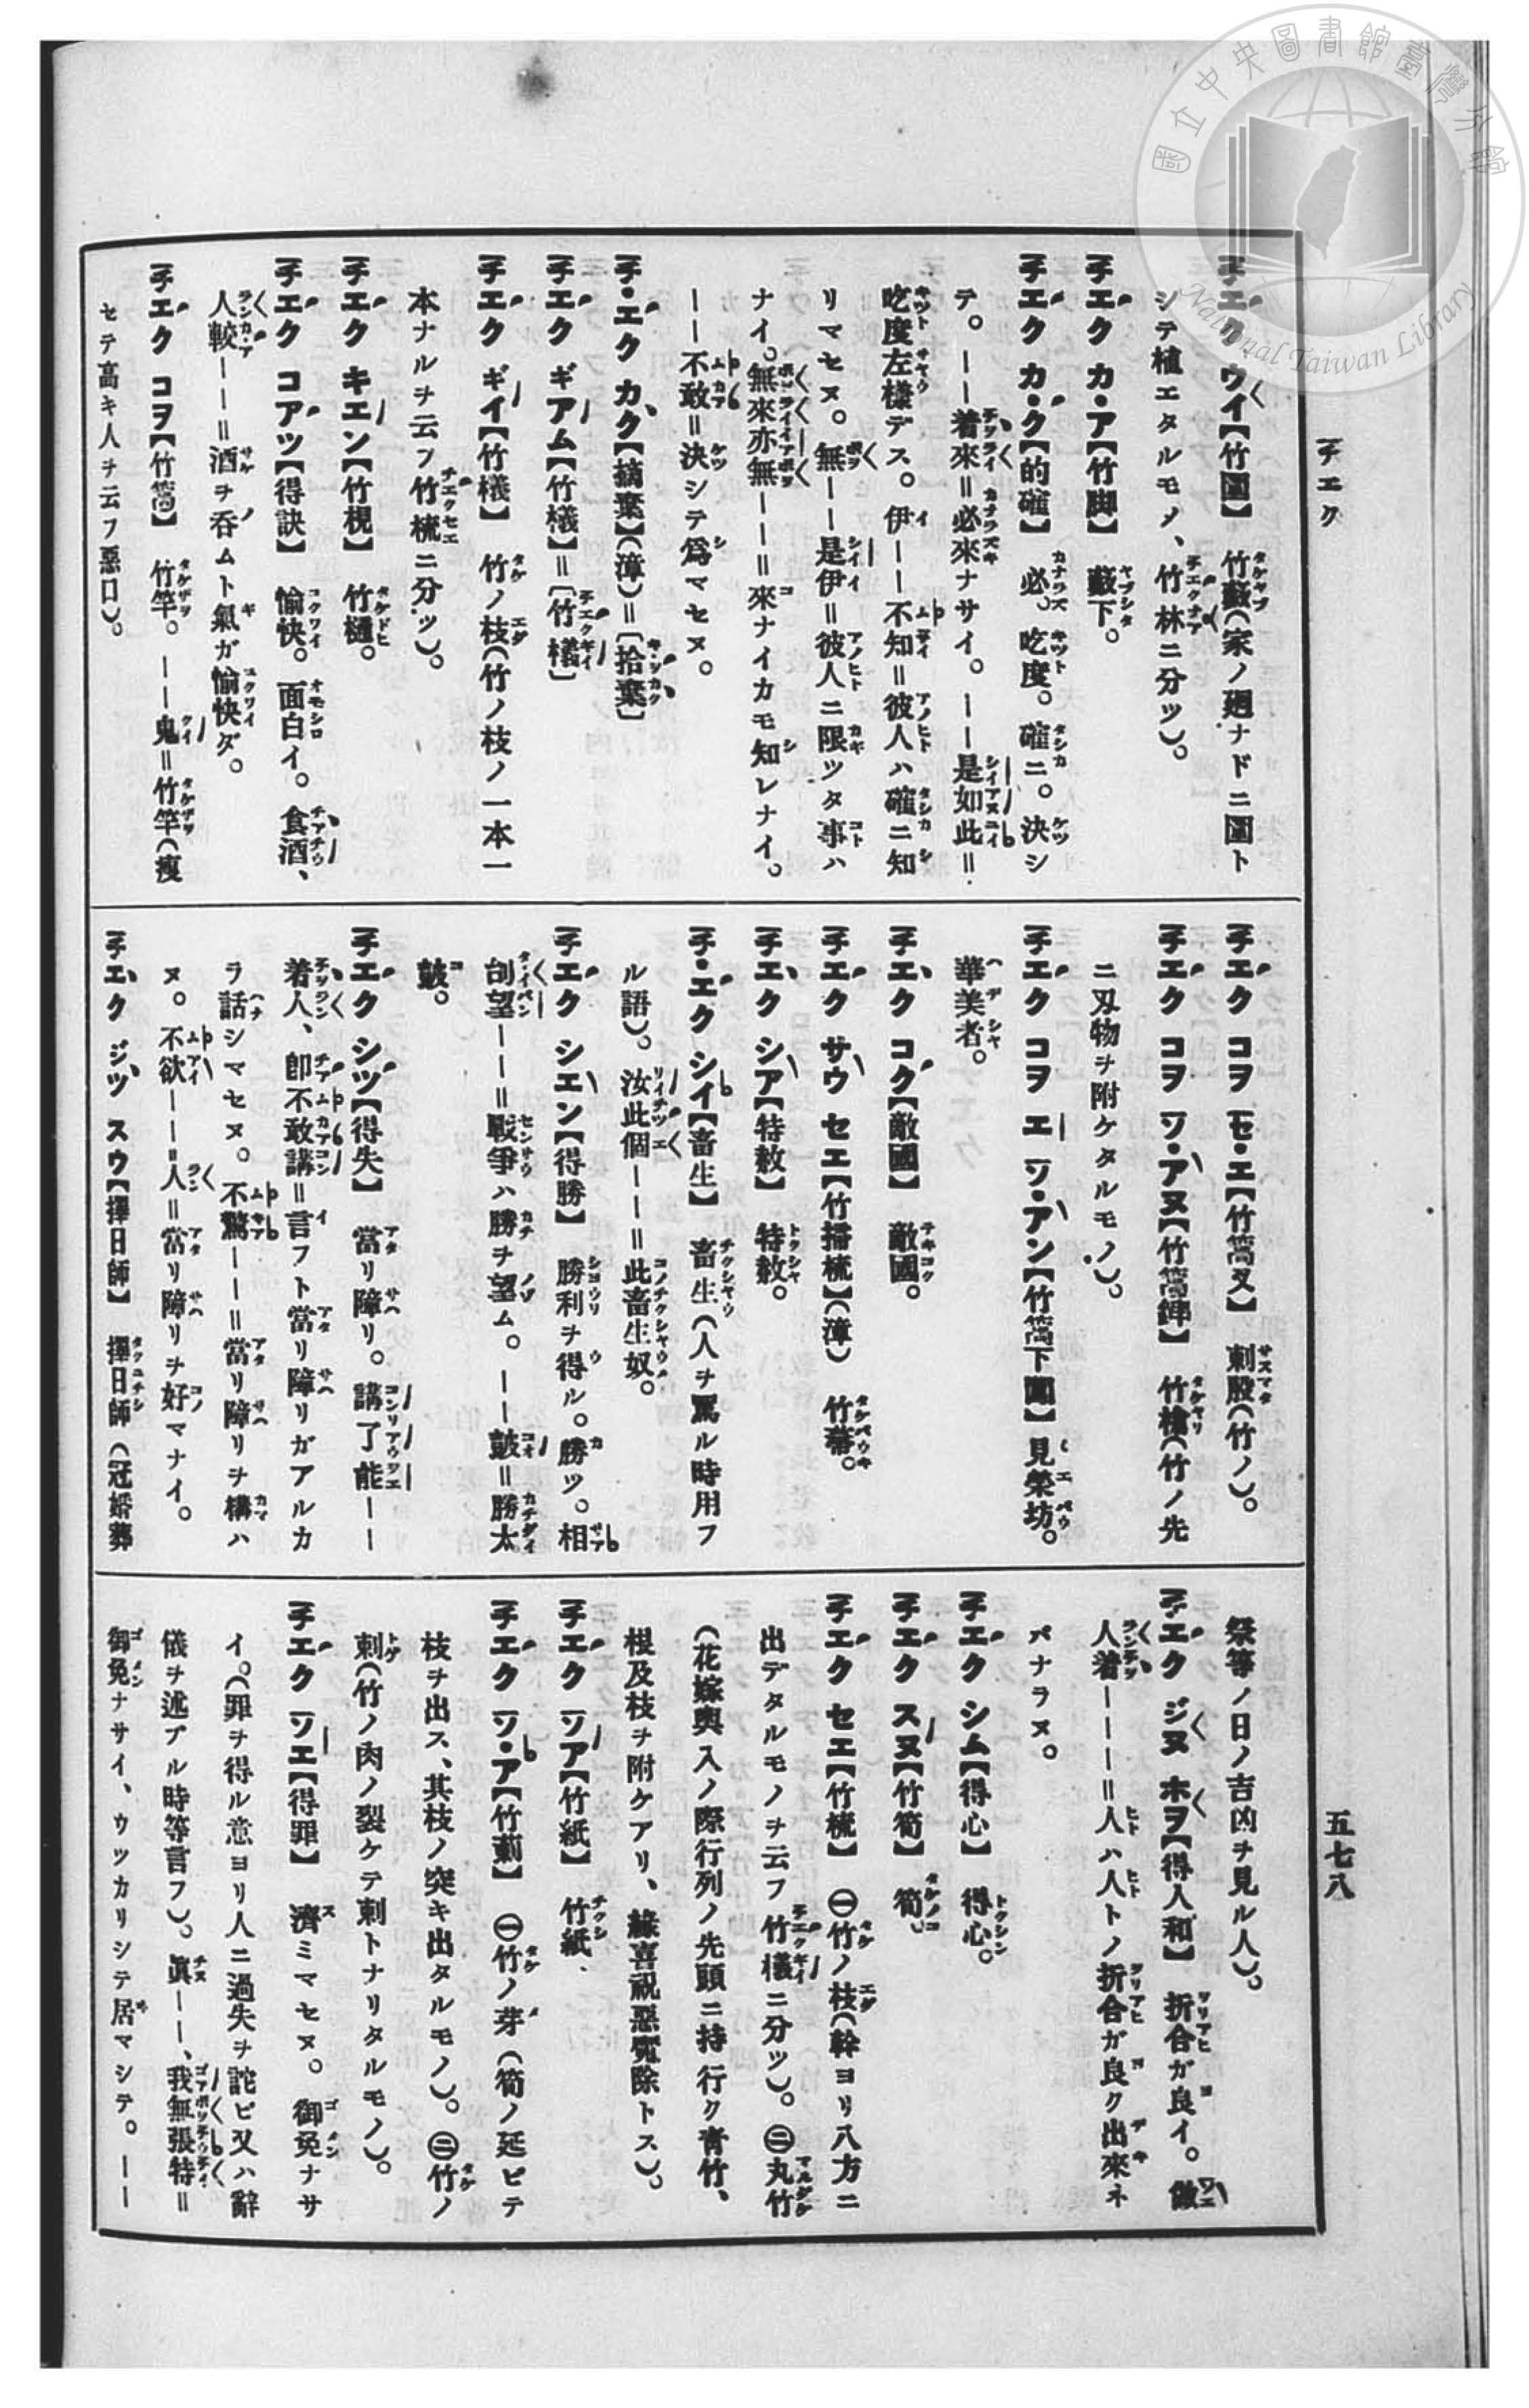 國立中央圖書館臺灣分館
National Taiwan Library
チエク
五七八
チエク ウイ【竹圍】 竹藪(家ノ廻ナドニ圍ト
シテ植エタルモノ、竹林ニ分ツ)。
チエク カ・ア【竹脚】 藪下。
チエク カ・ク【的確】 必。吃度。確ニ。決シ
テ。——着來=必來ナサイ。——是如此=
吃度左樣デス。伊——不知=彼人ハ確ニ知
リマセヌ。無——是伊=彼人ニ限ツタ事ハ
ナイ。無來亦無———=來ナイカモ知レナイ。
——不敢=決シテ爲マセヌ。
チ・エク カク【摘棄】(漳)=〔拾棄〕
チエク ギアム【竹檥】=〔竹檥〕
チエク ギイ【竹檥】 竹ノ枝(竹ノ枝ノ一本一
本ナルヲ云フ竹梳ニ分ツ)。
チエク キエン【竹梘】 竹樋。
チエク コアツ【得訣】 愉快。面白イ。食酒、
人較———=酒ヲ呑ムト氣ガ愉快ダ。
チエク コヲ【竹篙】 竹竿。——鬼=竹竿(瘦
セテ高キ人ヲ云フ惡口)。
チエク コヲ セ・エ【竹篙叉】 刺股(竹ノ)。
チエク コヲ ツ・アヌ【竹篙鏵】 竹槍(竹ノ先
ニ刄物ヲ附ケタルモノ)。
チエク コヲ エ ツ・アン【竹篙下闖】 見榮坊。
華美者。
チエク コク【敵國】 敵國。
チエク サウ セエ【竹掃梳】(漳) 竹箒。
チエク シア【特赦】 特赦。
チ・エク シイ【畜生】 畜生(人ヲ罵ル時用フ
ル語)。汝此個———=此畜生奴。
チエク シエン【得勝】 勝利ヲ得ル。勝ツ。相
刣望———=戰爭ハ勝ヲ望ム。——鼓=勝太
鼓。
チエク シツ【得失】 當リ障リ。講了能——
着人、卽不敢講=言フト當リ障リガアルカ
ラ話シマセヌ。不驚———=當リ障リヲ構ハ
ヌ。不欲———人=當リ障リヲ好マナイ。
チエク ジツ スウ【擇日師】 擇日師(冠婚葬
祭等ノ日ノ吉凶ヲ見ル人)。
チエク ジヌ ホヲ【得人和】 折合ガ良イ。做
人着———=人ハ人トノ折合ガ良ク出來ネ
バナラヌ。
チエク シム【得心】 得心。
チエク スヌ【竹筍】 筍。
チエク セエ【竹梳】 ㊀竹ノ枝(幹ヨリ八方ニ
出デタルモノヲ云フ竹檥ニ分ツ)。㊁丸竹
(花嫁輿入ノ際行列ノ先頭ニ持行ク靑竹、
根及枝ヲ附ケアリ、緣喜祝惡魔除トス)。
チエク ツア【竹紙】 竹紙、
チエク ツ・ア【竹莿】 ㊀竹ノ芽(筍ノ延ビテ
枝ヲ出ス、其枝ノ突キ出タルモノ)。㊁竹ノ
刺(竹ノ肉ノ裂ケテ刺トナリタルモノ)。
チエク ツエ【得罪】 濟ミマセヌ。御免ナサ
イ。(罪ヲ得ル意ヨリ人ニ過失ヲ詫ビ又ハ辭
儀ヲ述ブル時等言フ)。眞——、我無張特=
御免ナサイ、ウツカリシテ居マシテ。——